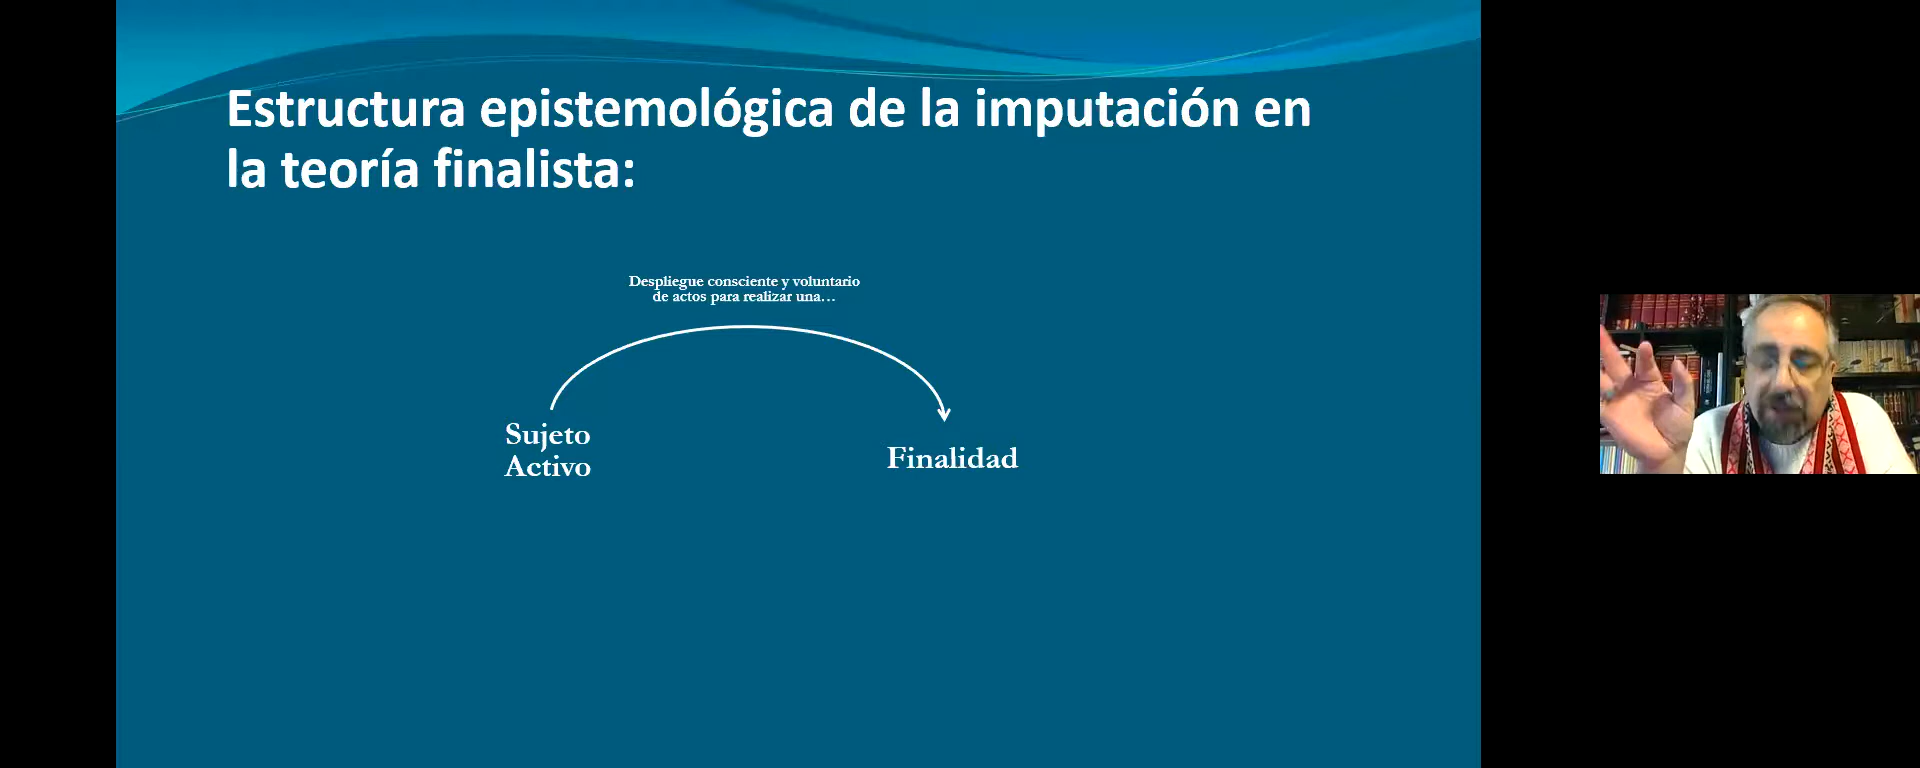 Estructura epistemológica de la imputación en
la teoría finalista:
Despliegue consciente y voluntario
de actos para realizar una…
Sujeto
Activo
Finalidad